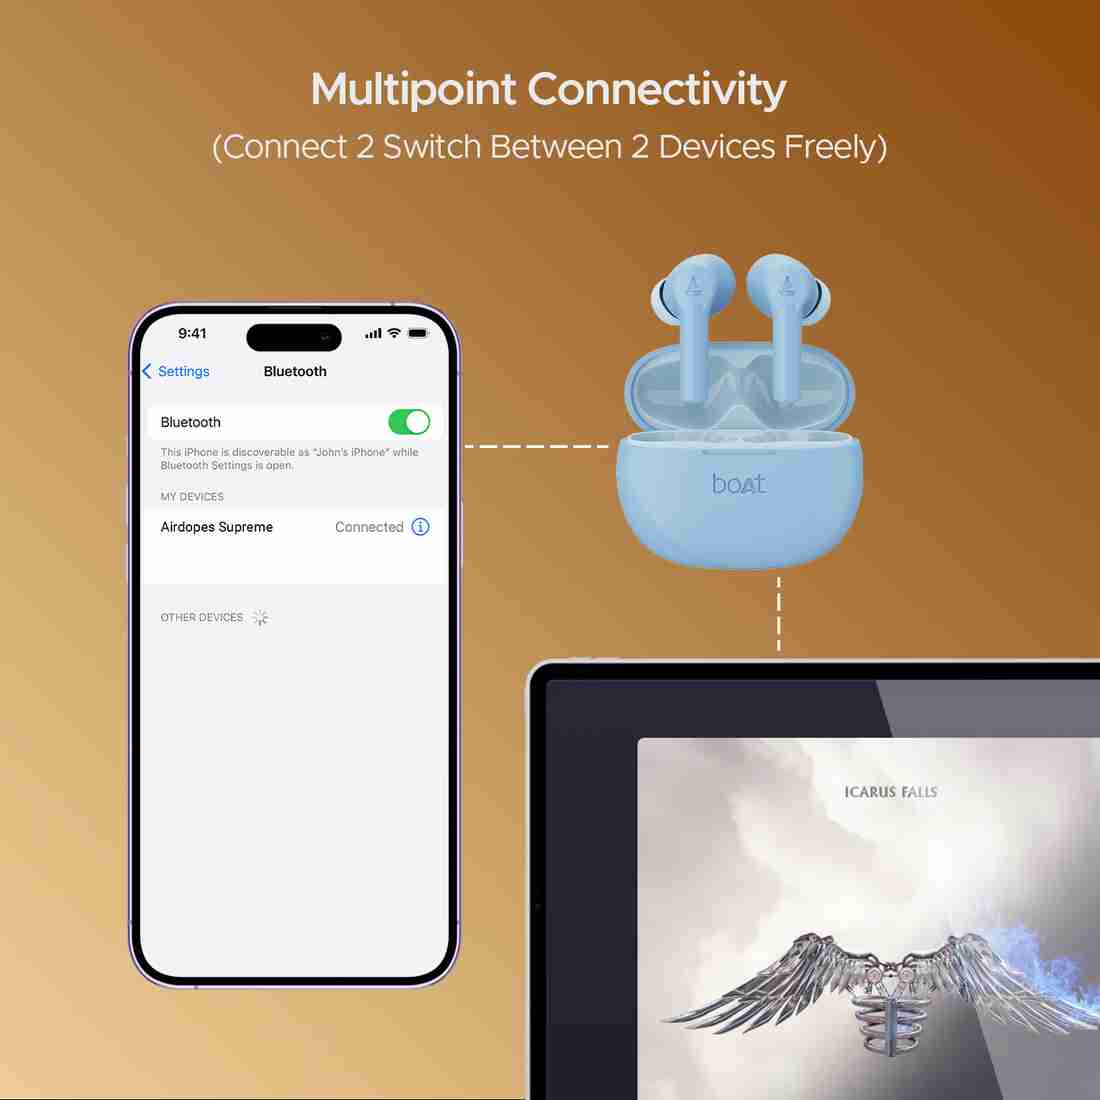 Multipoint Connectivity
(Connect 2 Switch Between 2 Devices Freely)
9:41
Settings
Bluetooth
Bluetooth
This iPhone is discoverable as "John's iPhone" while
Bluetooth Settings is open.
MY DEVICES
Airdopes Supreme
Connected
OTHER DEVICES
boAt
ICARUS FALLS